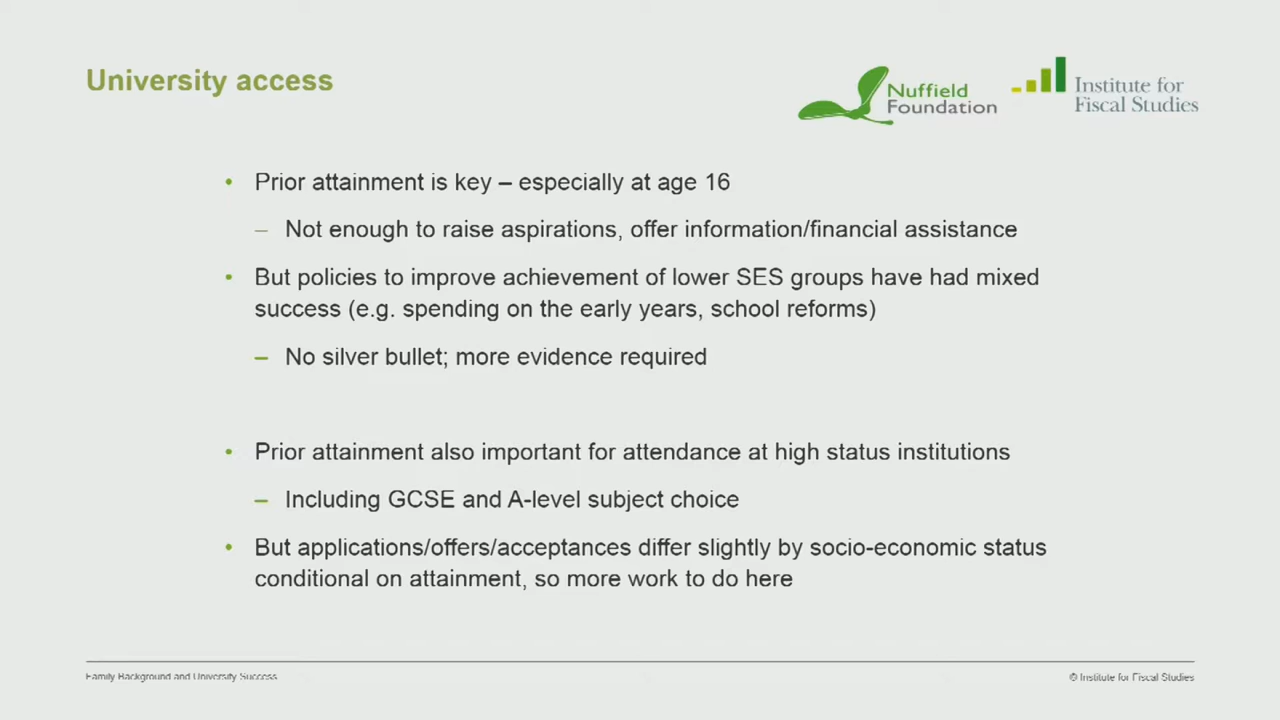 University access
Nuffield
Foundation
Institute for
Fiscal Studies
• Prior attainment is key – especially at age 16
– Not enough to raise aspirations, offer information/financial assistance
• But policies to improve achievement of lower SES groups have had mixed
success (e.g. spending on the early years, school reforms)
– No silver bullet; more evidence required
• Prior attainment also important for attendance at high status institutions
– Including GCSE and A-level subject choice
• But applications/offers/acceptances differ slightly by socio-economic status
conditional on attainment, so more work to do here
Family Background and University Success
© Institute for Fiscal Studies